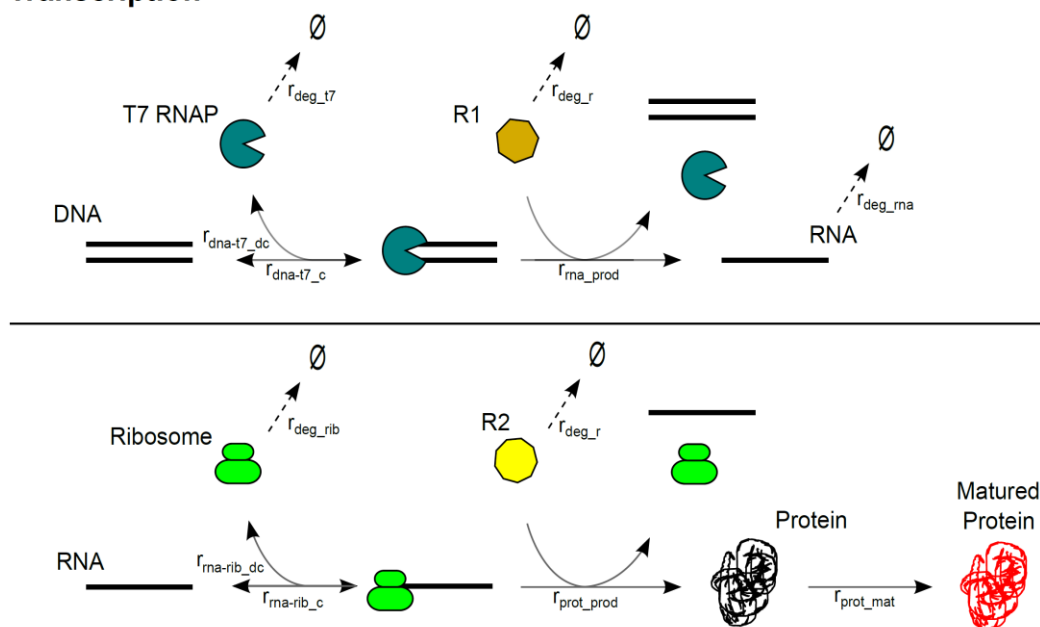 Transcription
Ø
Ø
r_deg_t7
r_deg_r
T7 RNAP
R1
Ø
r_deg_rna
DNA
RNA
r_dna-t7_dc
r_dna-t7_c
r_rna_prod
Ø
Ø
r_deg_rib
R2
r_deg_r
Ribosome
Matured
Protein
Protein
RNA
r_rna-rib_dc
r_rna-rib_c
r_prot_prod
r_prot_mat